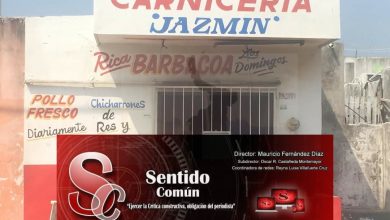 CARNICERIA
"JAZMIN"
Rica BARBACOA Los Domingos
POLLO FRESCO
Diariamente
Chicharrones de Res y
Sentido
Común
"Ejercer la Crítica constructiva, obligación del periodista"
Director: Mauricio Fernández Díaz
Subdirector: Oscar R. Castañeda Montemayor
Coordinadora de redes: Reyna Luisa Villafuerte Cruz